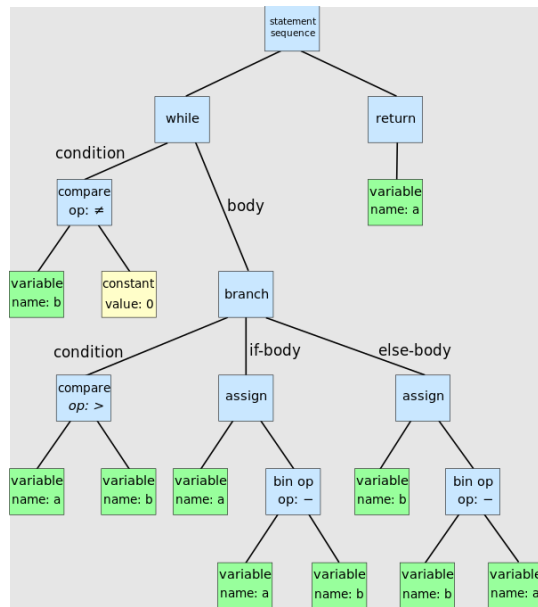 statement
sequence
while
return
condition
compare
op: ≠
body
variable
name: a
variable
name: b
constant
value: 0
branch
condition
if-body
else-body
compare
op: >
assign
assign
variable
name: a
variable
name: b
variable
name: a
bin op
op: −
variable
name: b
bin op
op: −
variable
name: a
variable
name: b
variable
name: b
variable
name: a